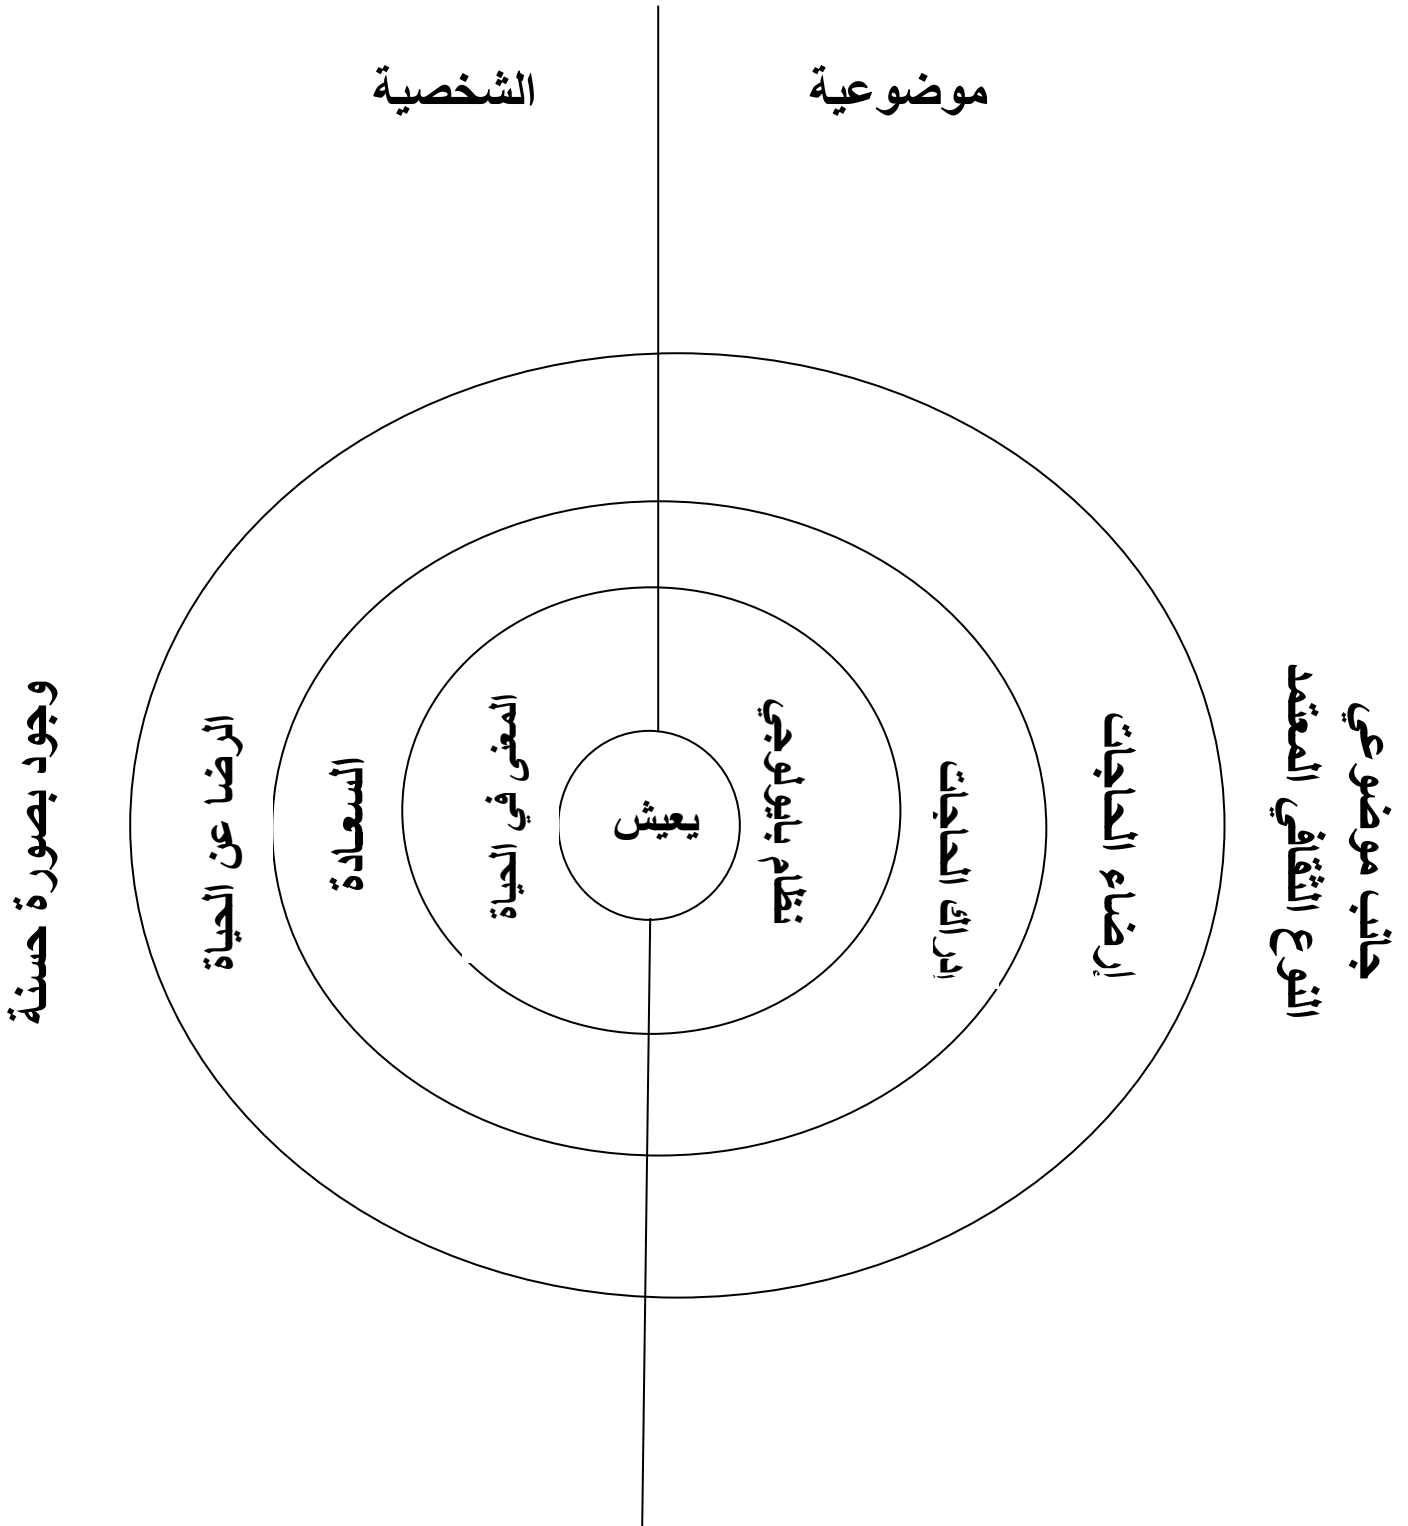 موضوعية
الشخصية
جانب موضوعي
النوع الثقافي المعتمد
إرضاء الحاجات
إدراك الحاجات
نظام بايولوجي
يعيش
المعنى في الحياة
السعادة
الرضا عن الحياة
وجود بصورة حسنة